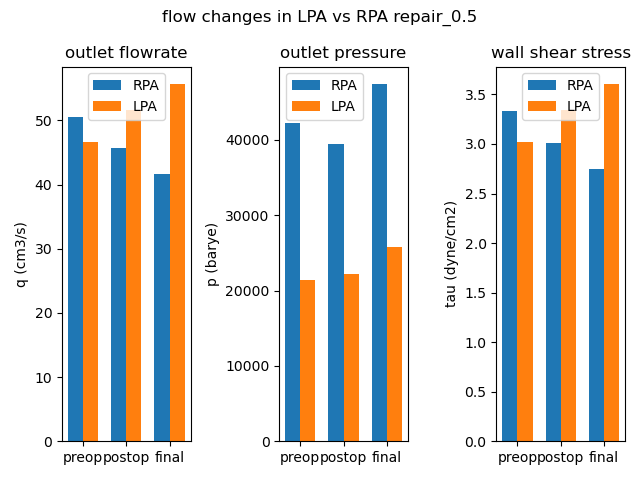 flow changes in LPA vs RPA repair_0.5
outlet flowrate
q (cm3/s)
50
40
30
20
10
0
RPA
LPA
preop
postop
final
outlet pressure
p (barye)
40000
30000
20000
10000
0
RPA
LPA
preop
postop
final
wall shear stress
tau (dyne/cm2)
3.5
3.0
2.5
2.0
1.5
1.0
0.5
0.0
RPA
LPA
preop
postop
final